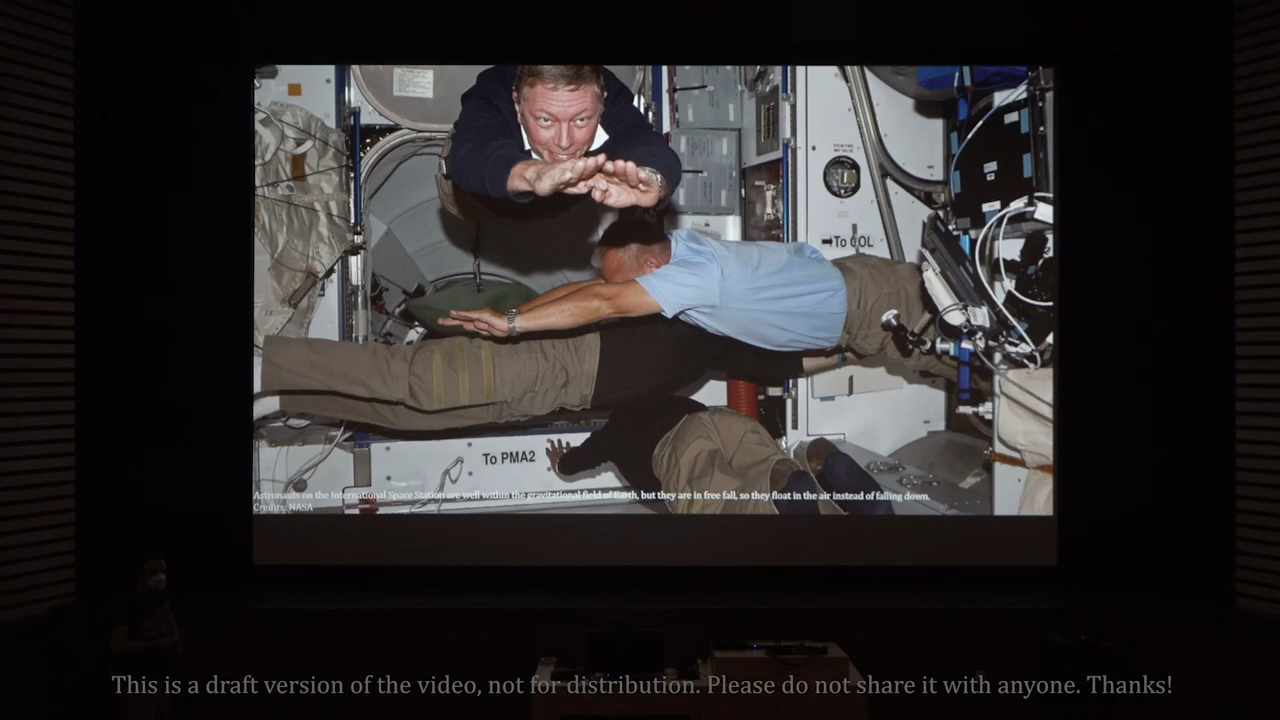 To COL
To PMA2
Astronauts on the International Space Station are well within the gravitational field of Earth, but they are in free fall, so they float in the air instead of falling down.
Credits: NASA
This is a draft version of the video, not for distribution. Please do not share it with anyone. Thanks!